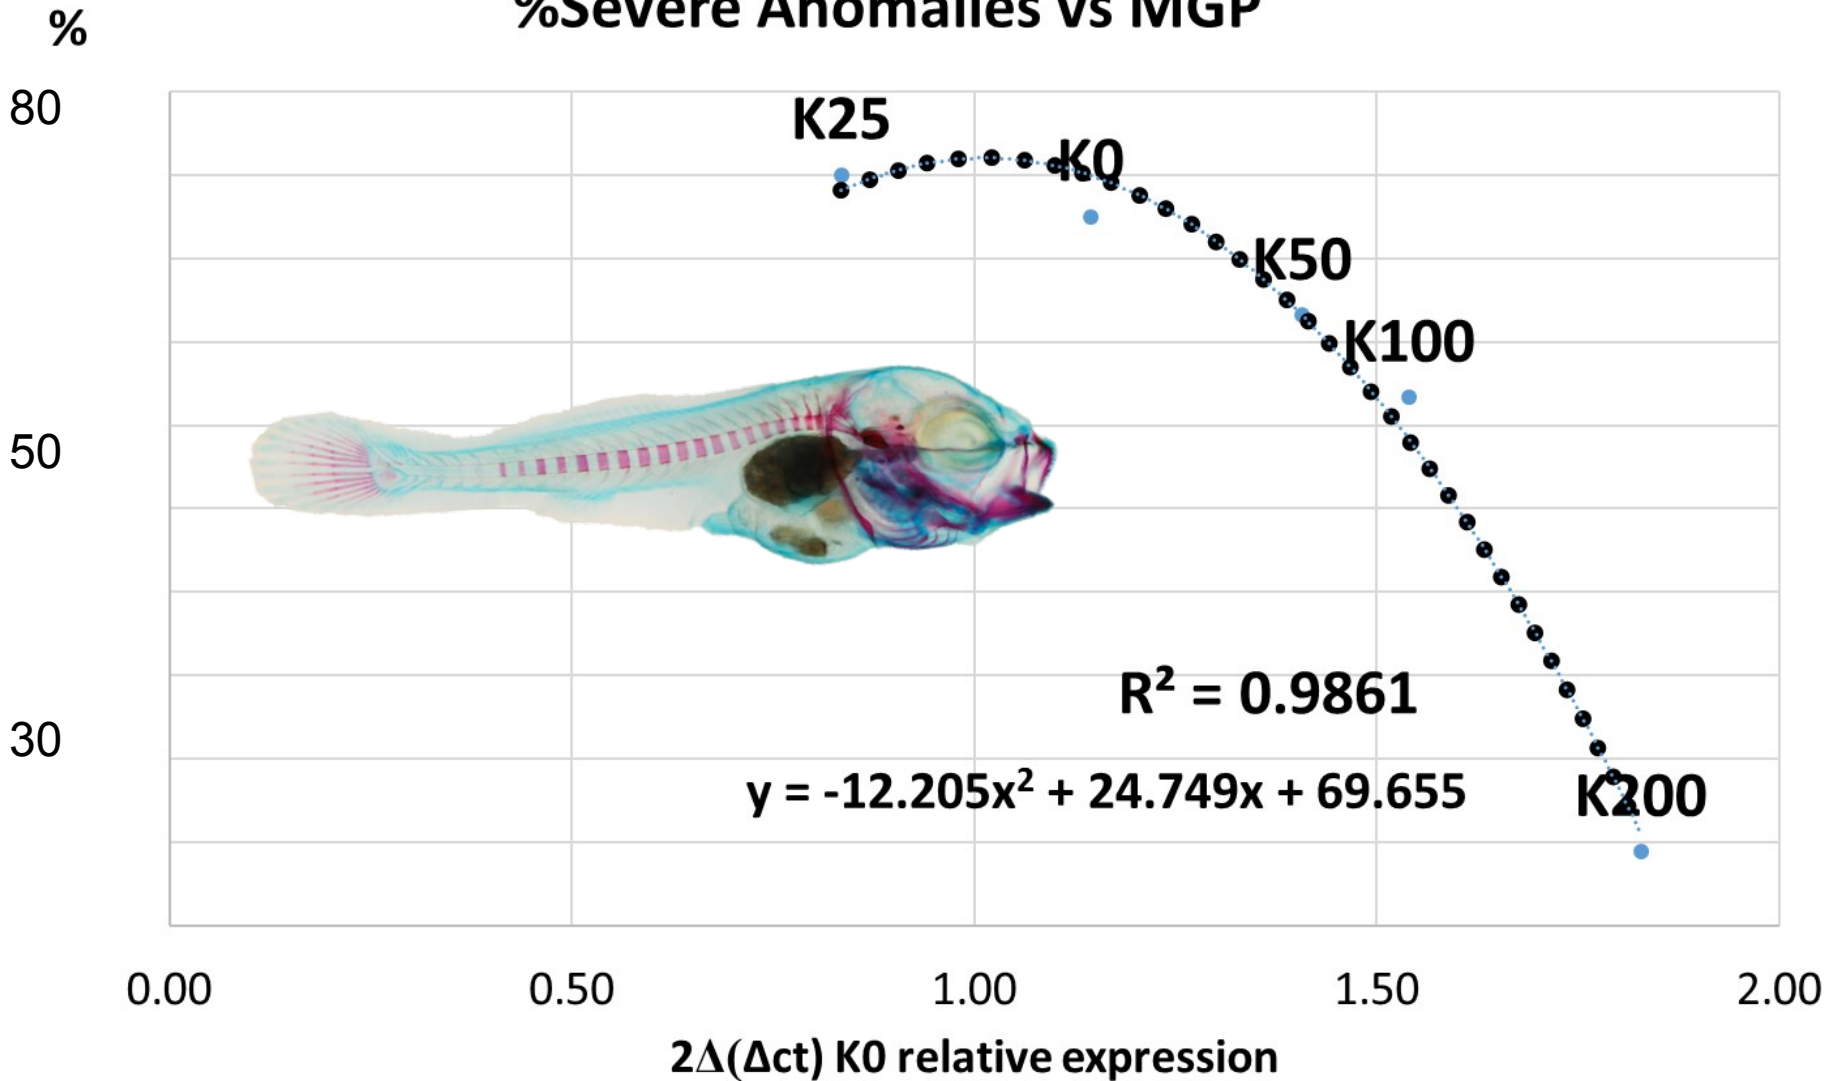 %Severe Anomalies vs MGP
%
80
K25
K0
K50
K100
50
R² = 0.9861
30
y = -12.205x² + 24.749x + 69.655
K200
0.00 0.50 1.00 1.50 2.00
2Δ(Δct) K0 relative expression